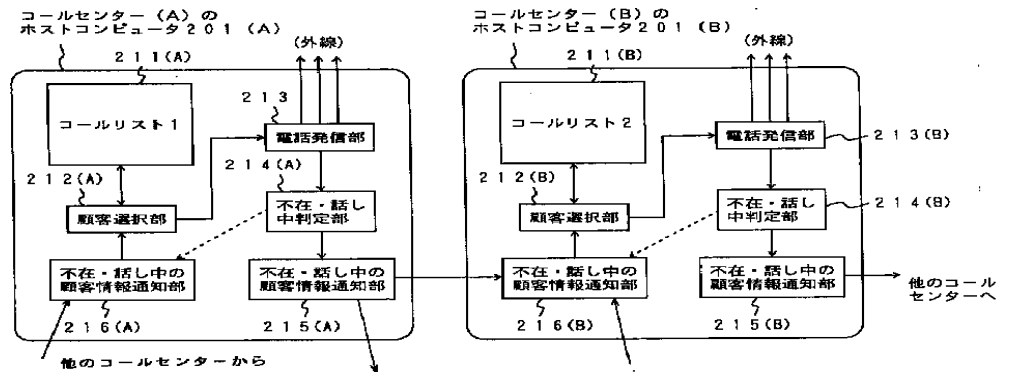 コールセンター（A）の
ホストコンピュータ201（A）
（外線）
211(A)
213
コールリスト1
電話発信部
214(A)
212(A)
顧客選択部
不在・話し
中判定部
不在・話し中の
顧客情報通知部
不在・話し中の
顧客情報通知部
216(A)
215(A)
他のコールセンターから
コールセンター（B）の
ホストコンピュータ201（B）
（外線）
211(B)
コールリスト2
電話発信部
213(B)
212(B)
顧客選択部
不在・話し
中判定部
214(B)
不在・話し中の
顧客情報通知部
不在・話し中の
顧客情報通知部
216(B)
215(B)
他のコール
センターへ